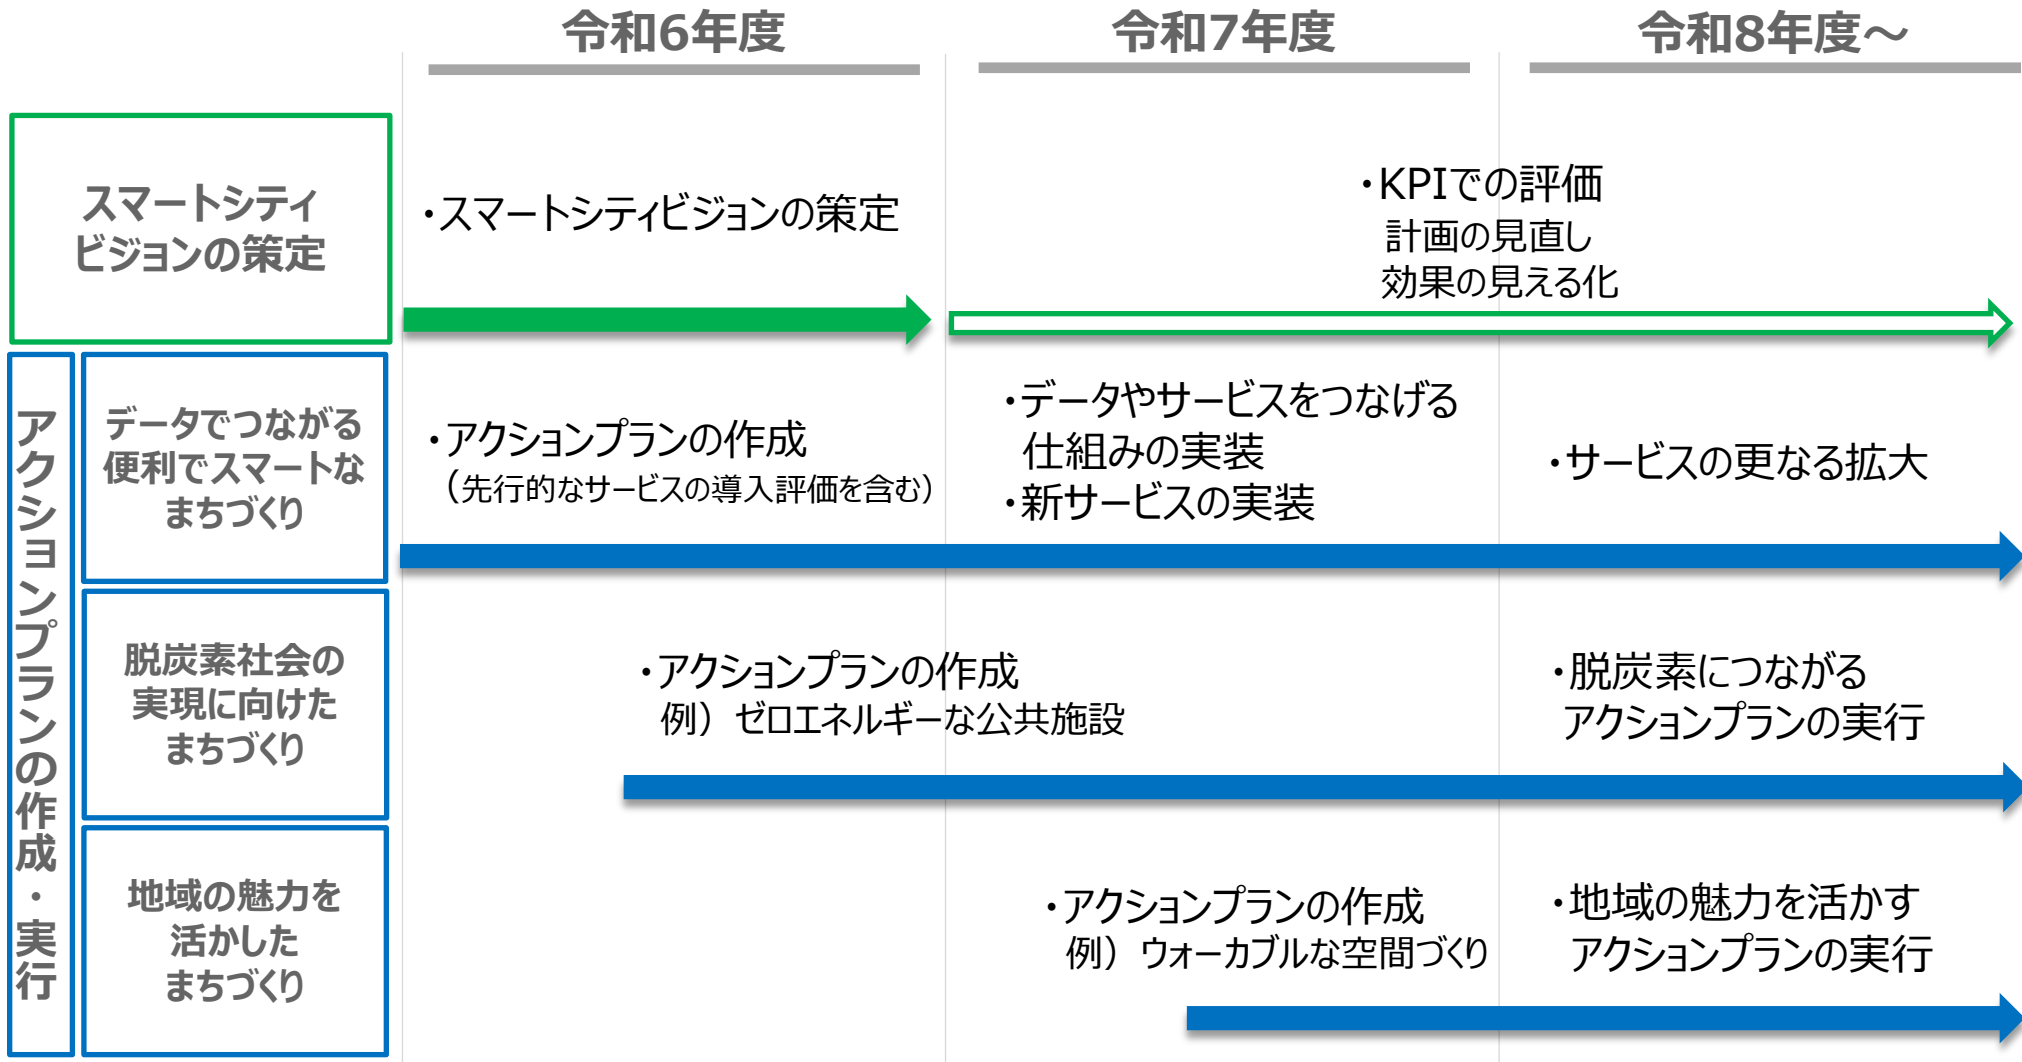 令和6年度
令和7年度
令和8年度～
スマートシティ
ビジョンの策定
・スマートシティビジョンの策定
・KPIでの評価
計画の見直し
効果の見える化
アクションプランの作成・実行
データでつながる
便利でスマートな
まちづくり
・アクションプランの作成
（先行的なサービスの導入評価を含む）
・データやサービスをつなげる
仕組みの実装
・新サービスの実装
・サービスの更なる拡大
脱炭素社会の
実現に向けた
まちづくり
・アクションプランの作成
例）ゼロエネルギーな公共施設
・脱炭素につながる
アクションプランの実行
地域の魅力を
活かした
まちづくり
・アクションプランの作成
例）ウォーカブルな空間づくり
・地域の魅力を活かす
アクションプランの実行